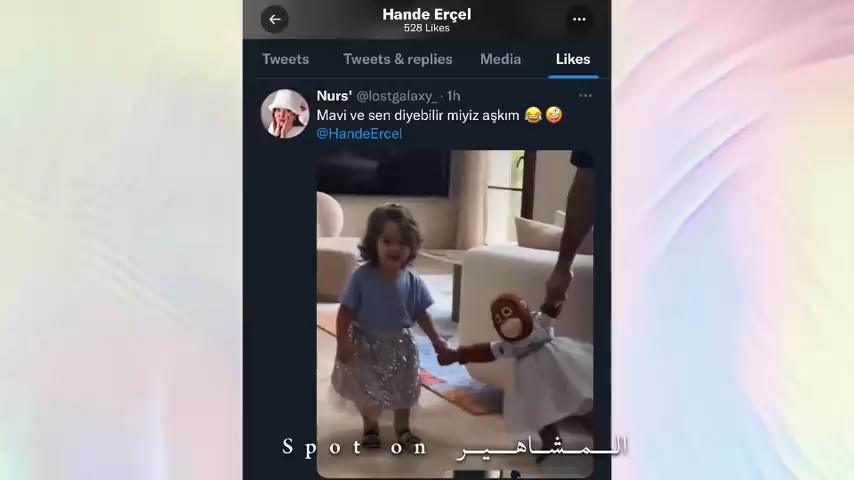 Hande Erçel
528 Likes
Tweets Tweets & replies Media Likes
Nurs' @lostgalaxy_ · 1h
Mavi ve sen diyebilir miyiz aşkım 😂🤪
@HandeErcel
Spot on المشاهير